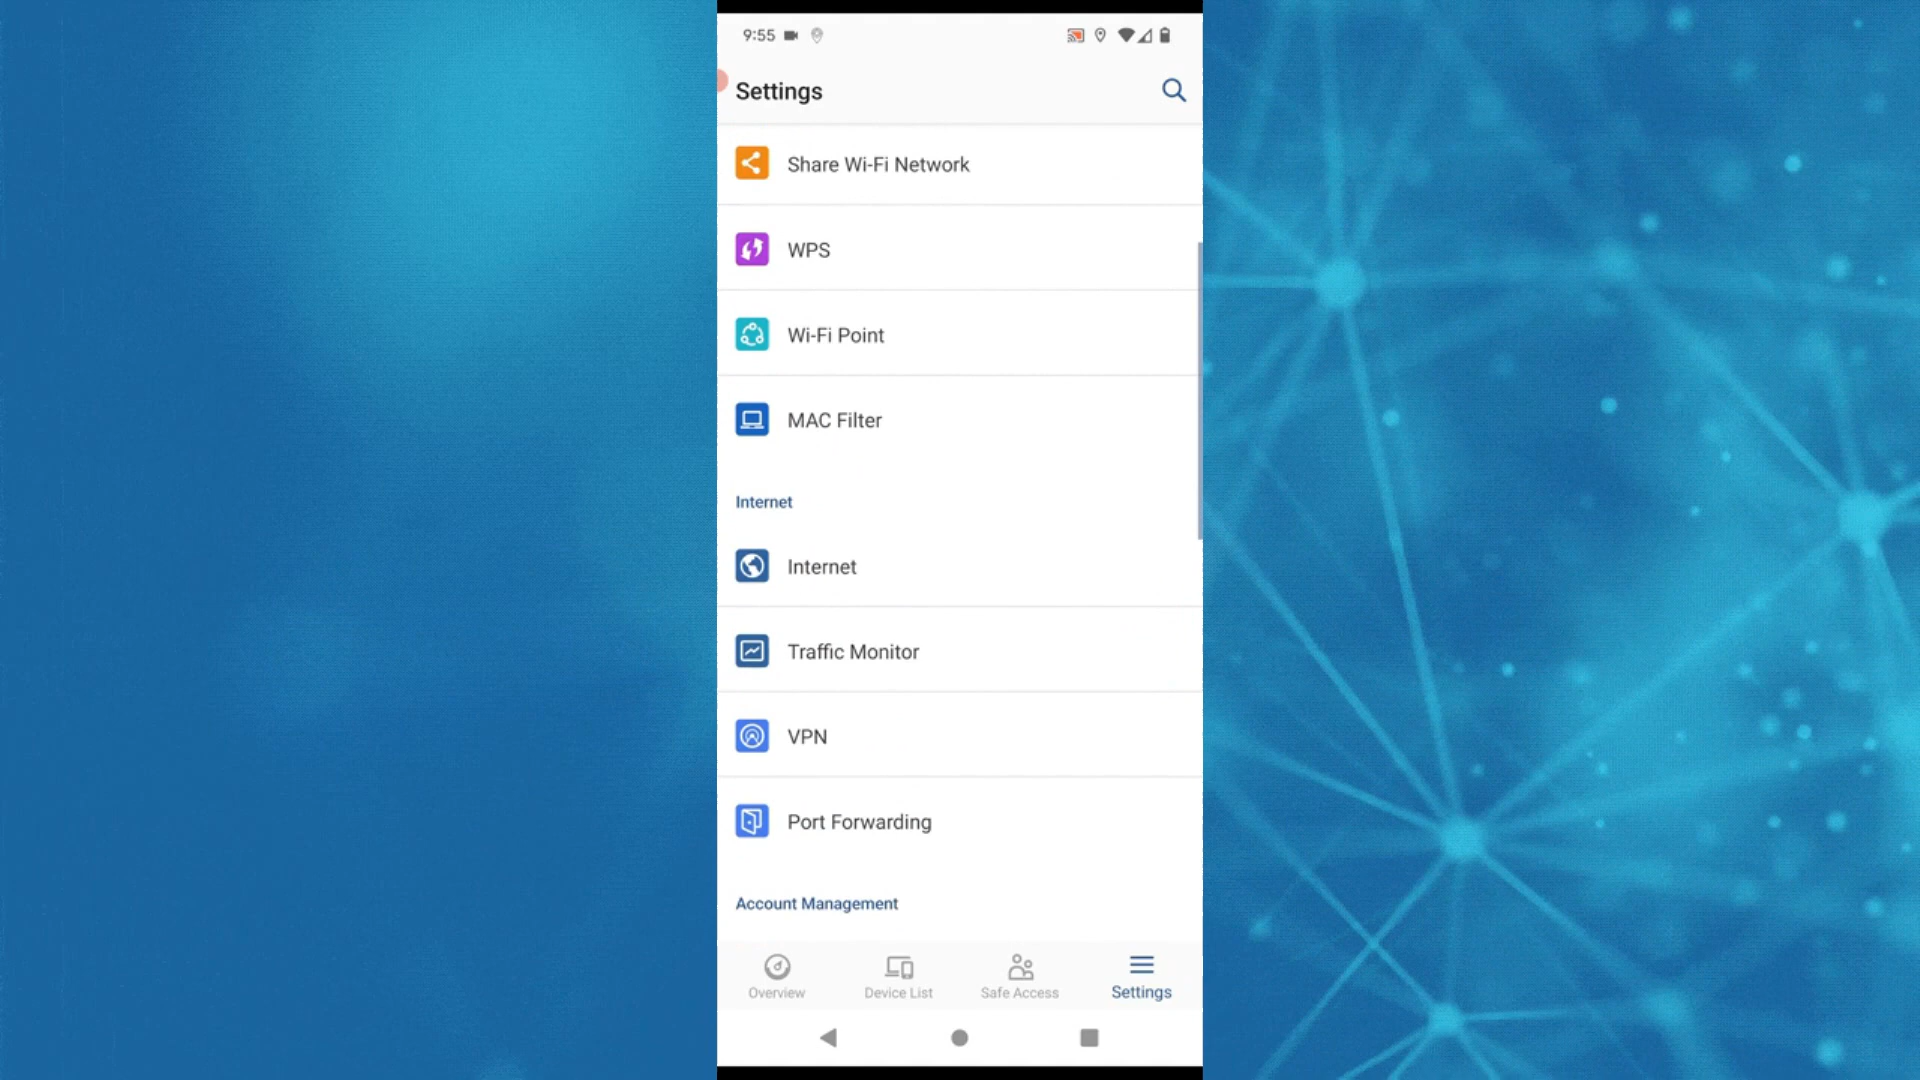 9:55
Settings
Share Wi-Fi Network
WPS
Wi-Fi Point
MAC Filter
Internet
Internet
Traffic Monitor
VPN
Port Forwarding
Account Management
Overview
Device List
Safe Access
Settings